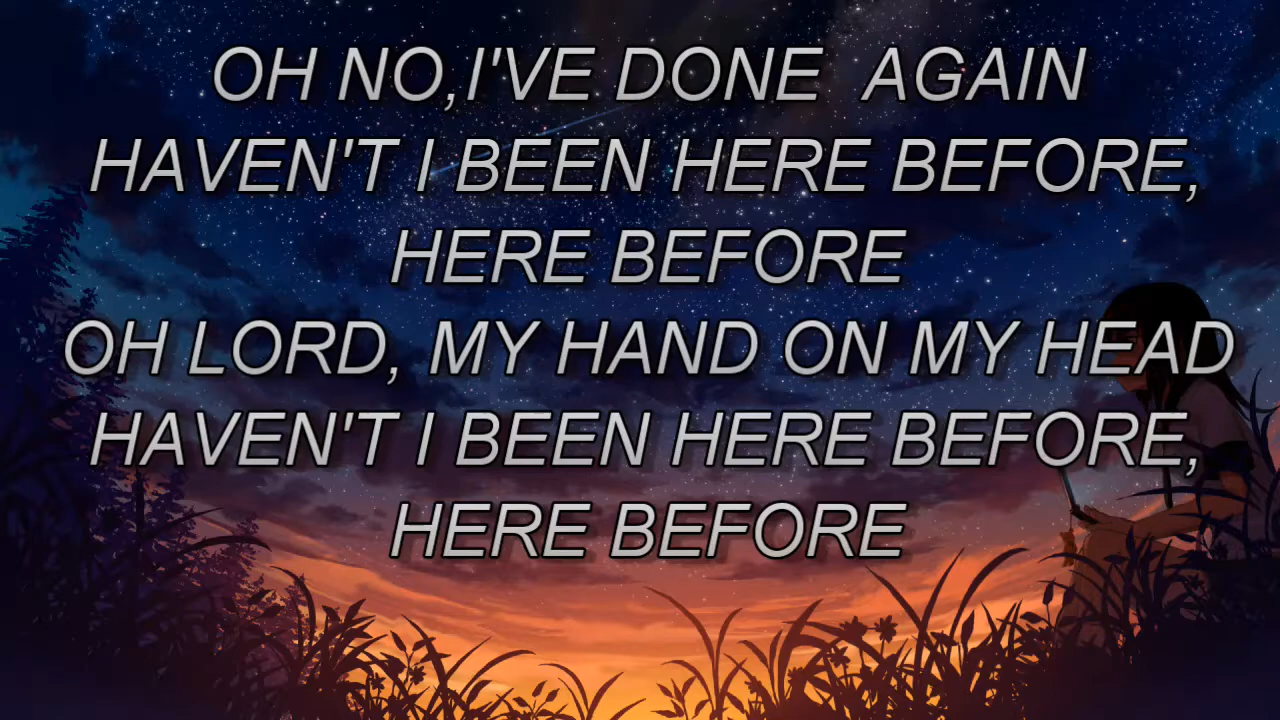 OH NO,I'VE DONE  AGAIN
HAVEN'T I BEEN HERE BEFORE,
HERE BEFORE
OH LORD, MY HAND ON MY HEAD
HAVEN'T I BEEN HERE BEFORE,
HERE BEFORE